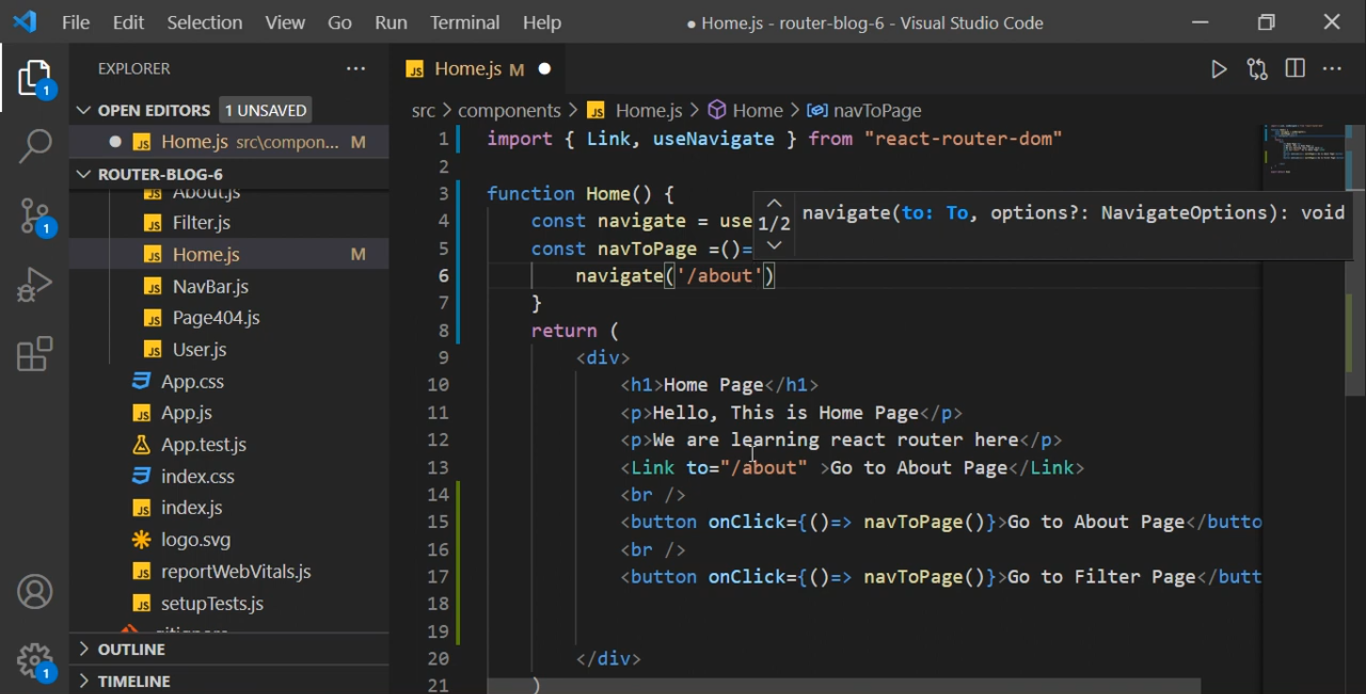 File Edit Selection View Go Run Terminal Help ● Home.js - router-blog-6 - Visual Studio Code
EXPLORER
OPEN EDITORS 1 UNSAVED
Home.js src\compon... M
ROUTER-BLOG-6
About.js
Filter.js
Home.js M
NavBar.js
Page404.js
User.js
App.css
App.js
App.test.js
index.css
index.js
logo.svg
reportWebVitals.js
setupTests.js
.gitignore
OUTLINE
TIMELINE
1
1
1
JS Home.js M
src > components > JS Home.js > Home > navToPage
1 import { Link, useNavigate } from "react-router-dom"
2
3 function Home() {
4 const navigate = use
5 const navToPage =()=
1/2 navigate(to: To, options?: NavigateOptions): void
6 navigate('/about')
7 }
8 return (
9 <div>
10 <h1>Home Page</h1>
11 <p>Hello, This is Home Page</p>
12 <p>We are learning react router here</p>
13 <Link to="/about" >Go to About Page</Link>
14 <br />
15 <button onClick={()=> navToPage()}>Go to About Page</butto
16 <br />
17 <button onClick={()=> navToPage()}>Go to Filter Page</butt
18
19
20 </div>
21 )